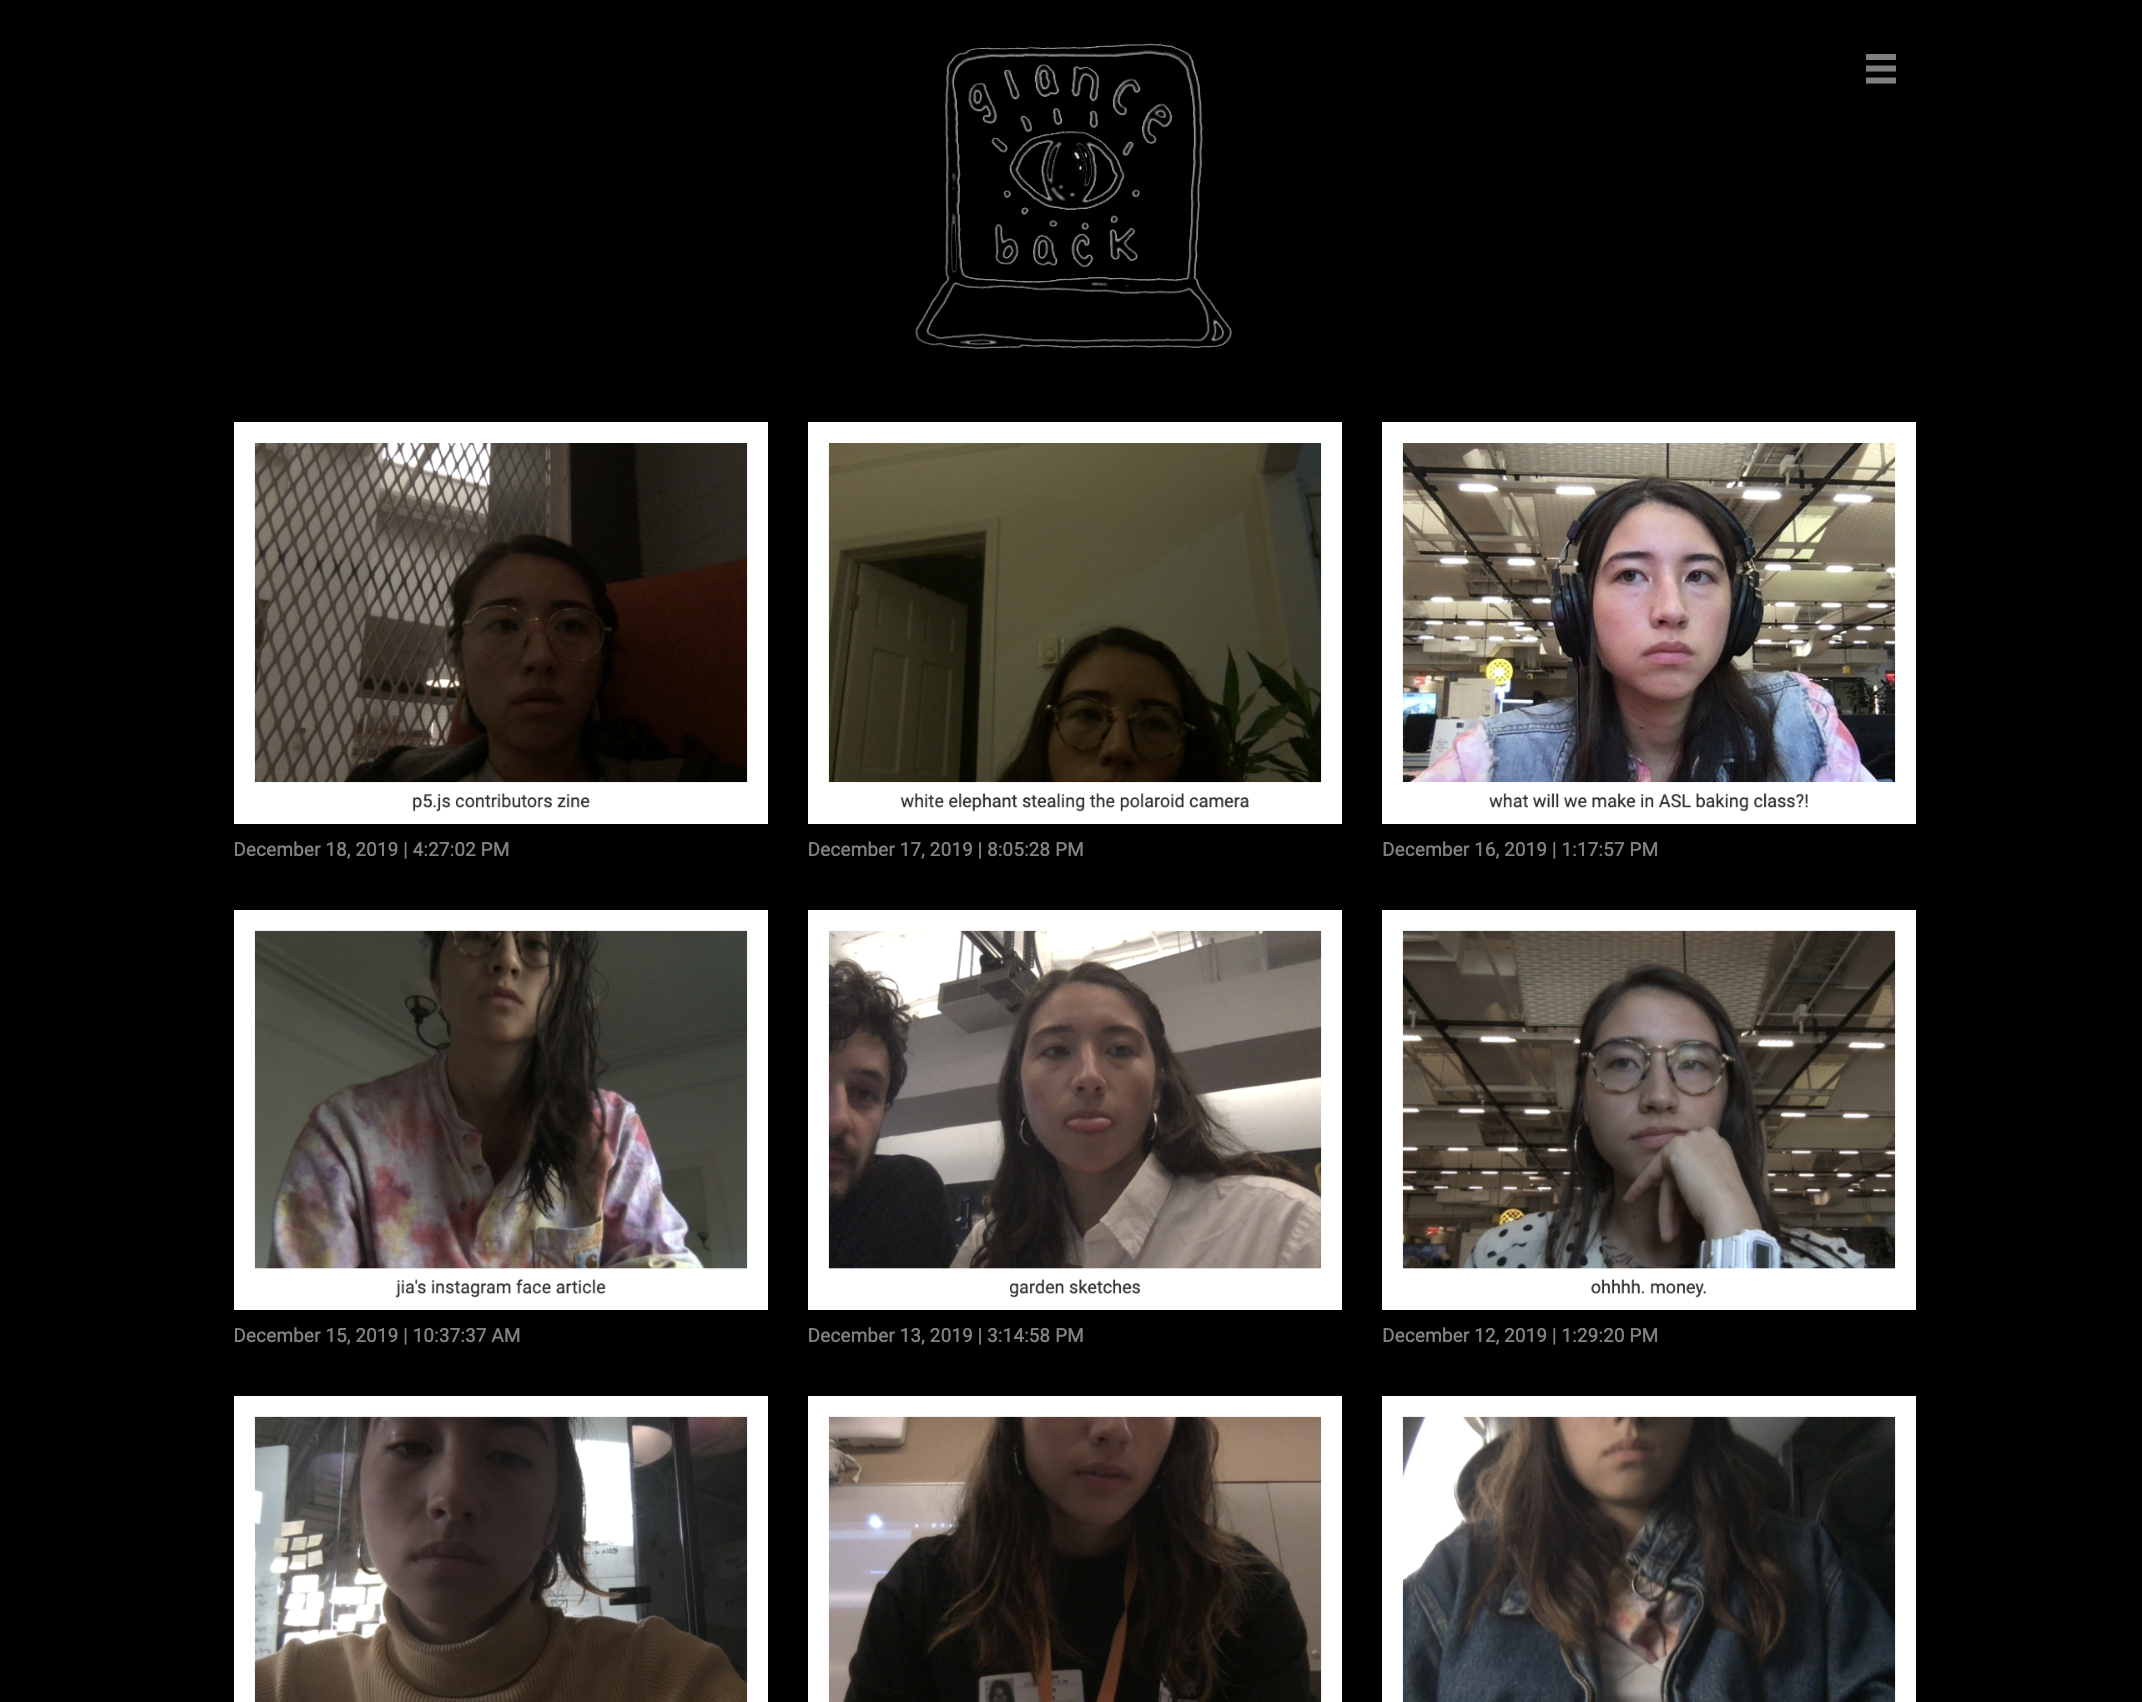 glance
back
p5.js contributors zine
white elephant stealing the polaroid camera
what will we make in ASL baking class?!
December 18, 2019 | 4:27:02 PM
December 17, 2019 | 8:05:28 PM
December 16, 2019 | 1:17:57 PM
jia's instagram face article
garden sketches
ohhhh. money.
December 15, 2019 | 10:37:37 AM
December 13, 2019 | 3:14:58 PM
December 12, 2019 | 1:29:20 PM